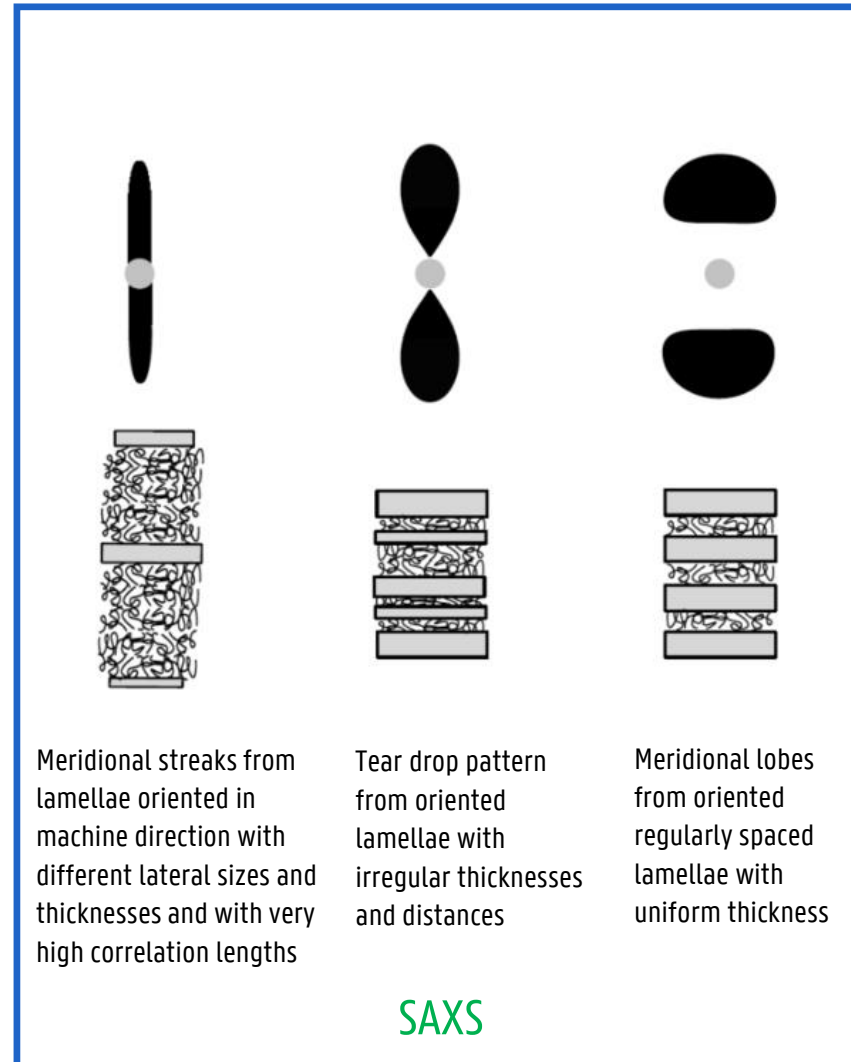 Meridional streaks from
lamellae oriented in
machine direction with
different lateral sizes and
thicknesses and with very
high correlation lengths
Tear drop pattern
from oriented
lamellae with
irregular thicknesses
and distances
Meridional lobes
from oriented
regularly spaced
lamellae with
uniform thickness
SAXS